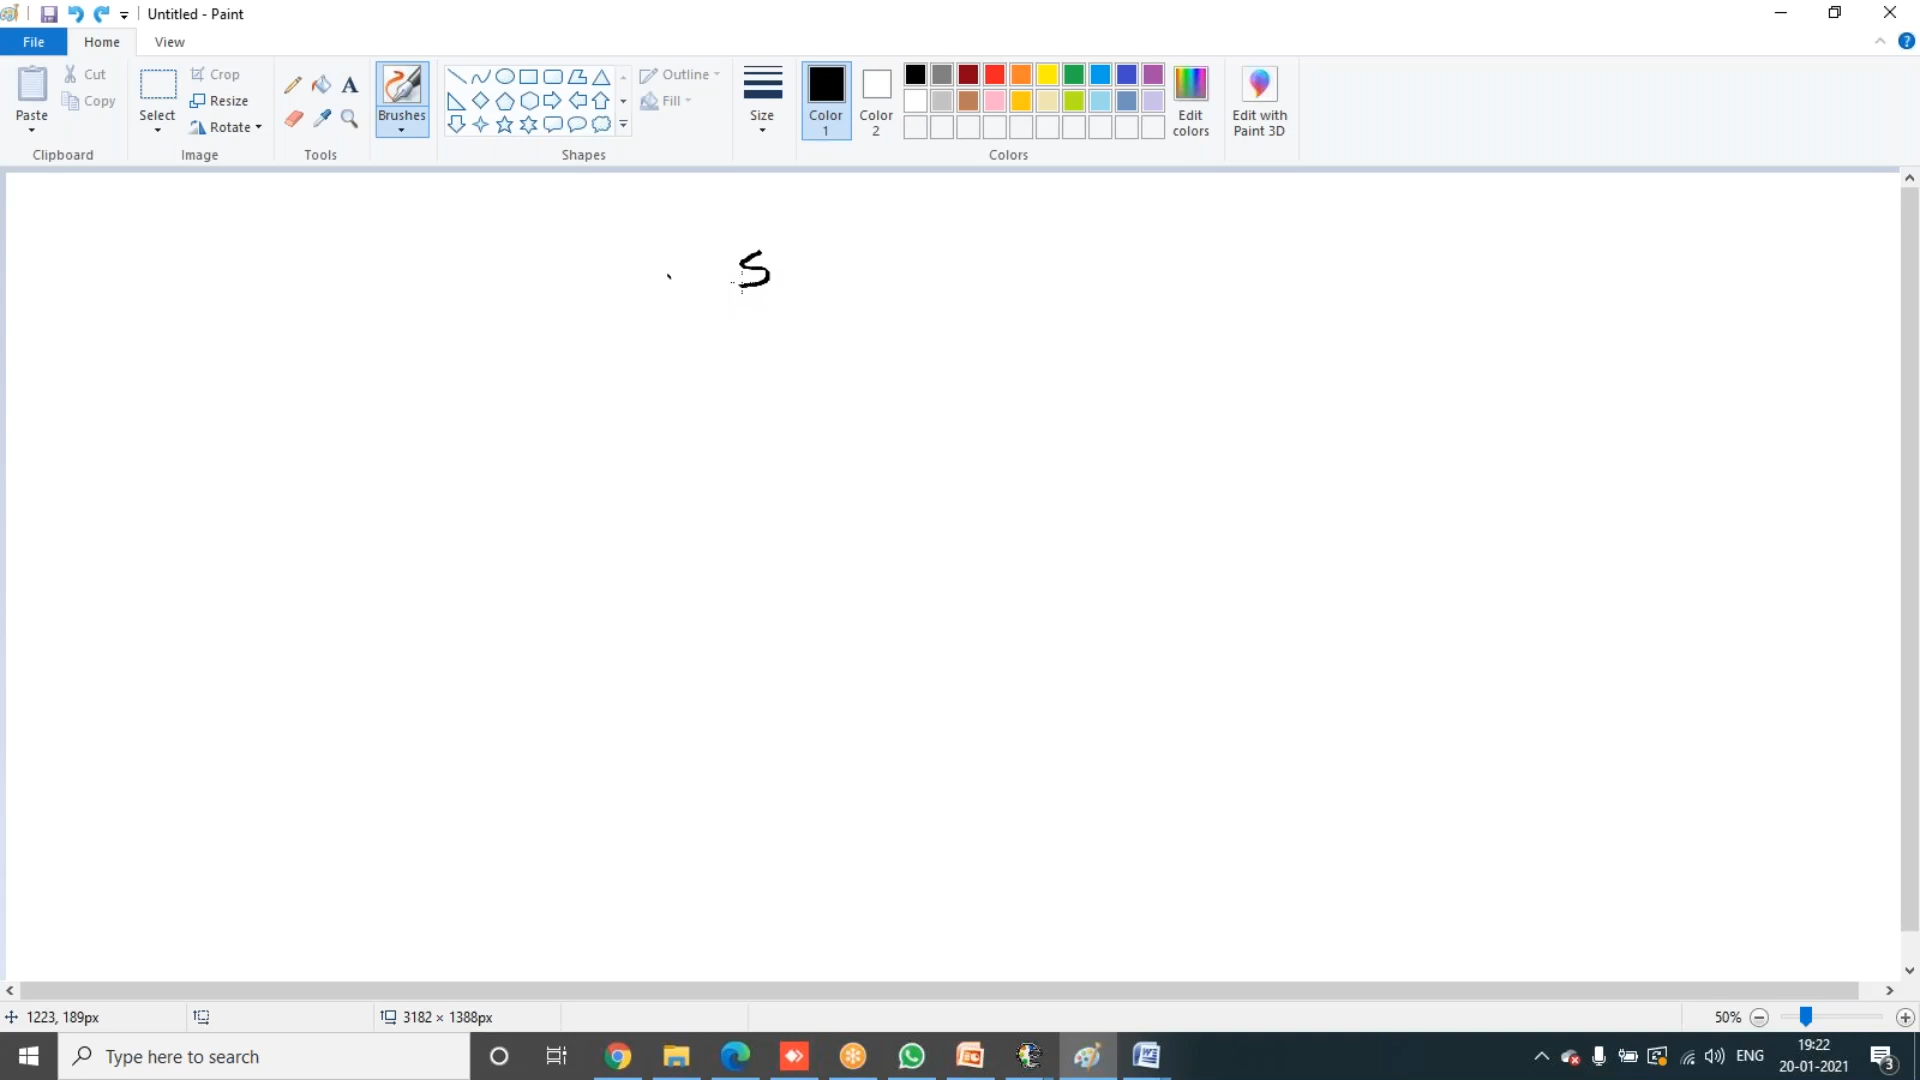 Untitled - Paint
File Home View
Paste Cut Copy Clipboard
Select Crop Resize Rotate Image
Tools
Brushes
Shapes Outline Fill
Size
Color 1 Color 2 Edit colors Colors
Edit with Paint 3D
S
1223, 189px 3182 × 1388px 50%
Type here to search ENG 19:22
20-01-2021 3